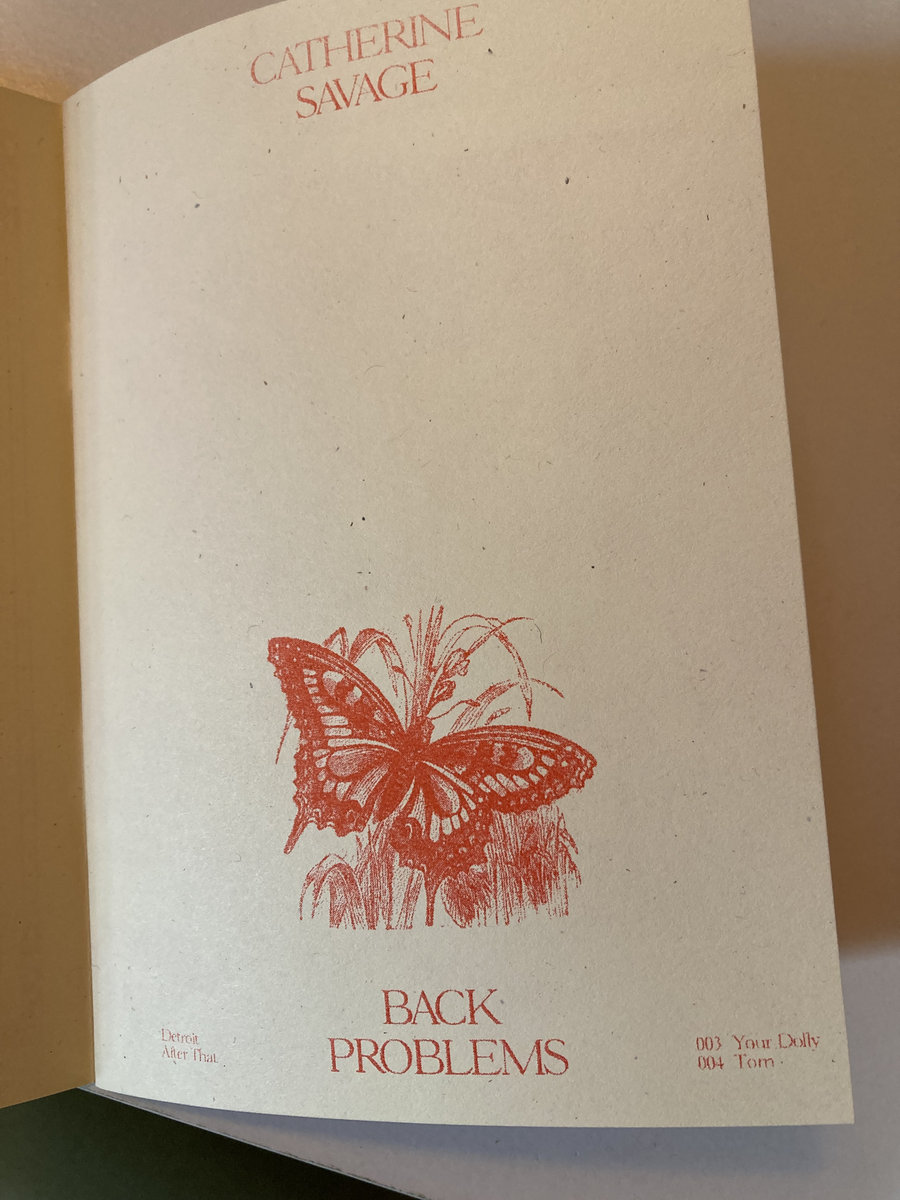 CATHERINE
SAVAGE
BACK
PROBLEMS
Detroit
After That
003 Your Dolly
004 Torn